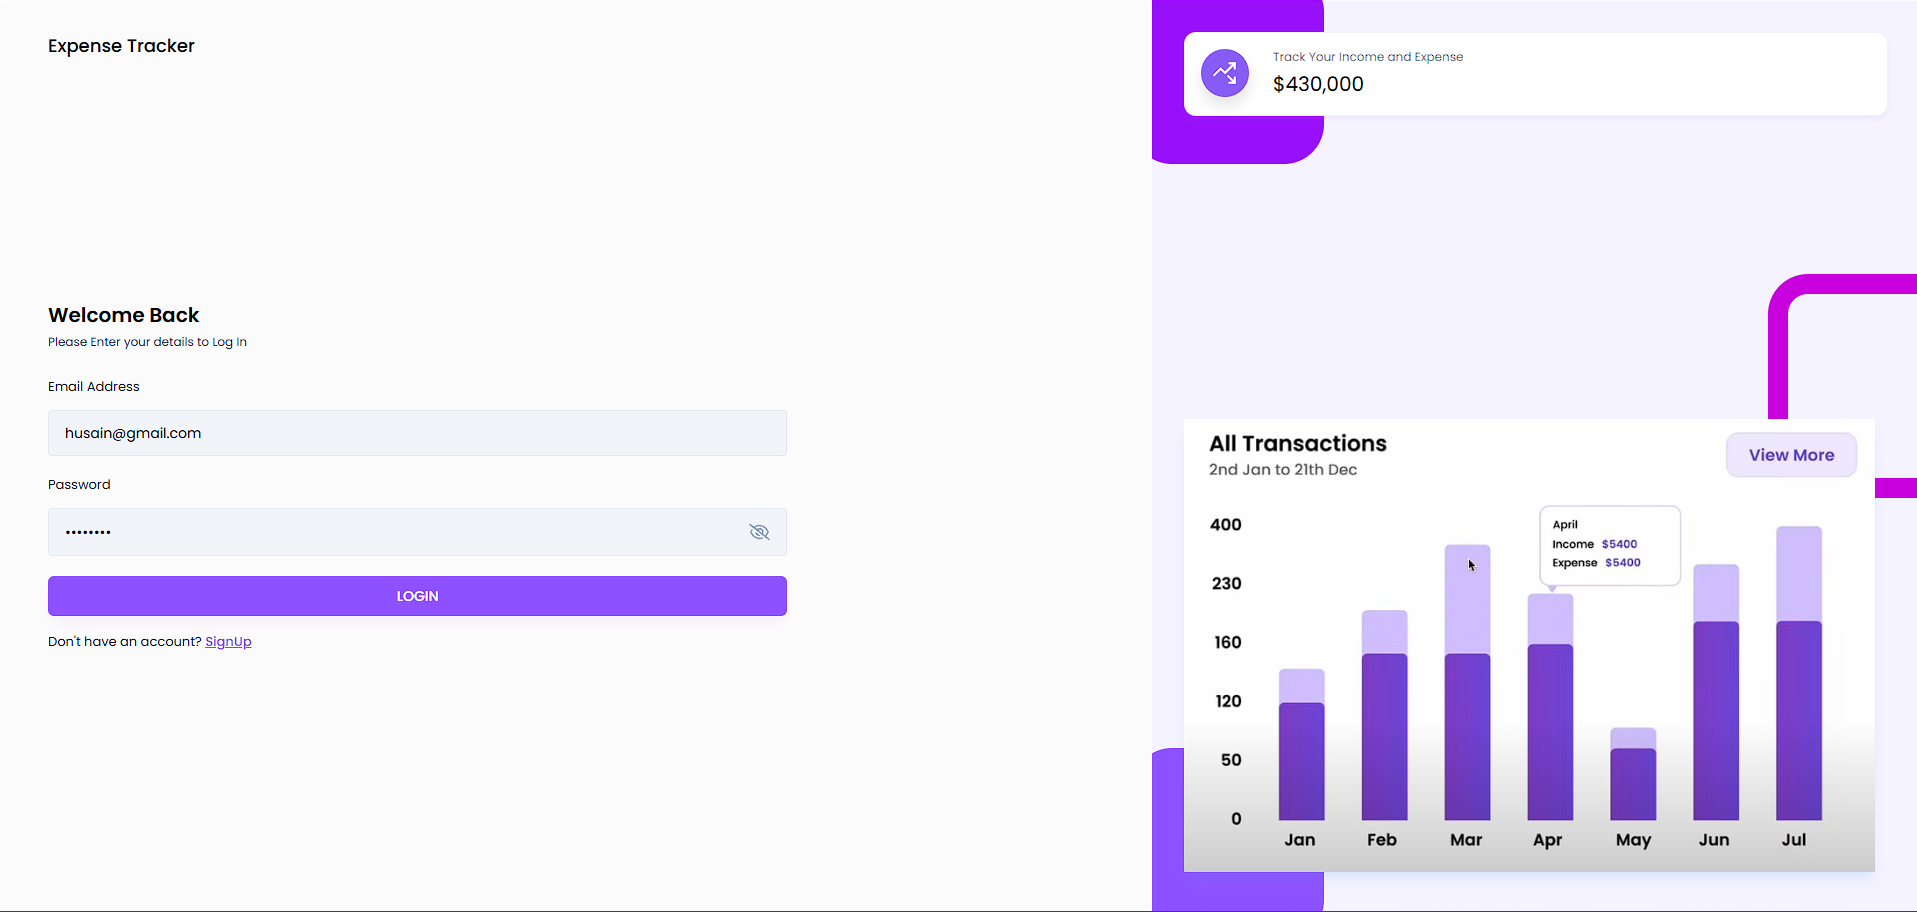 Expense Tracker
Welcome Back
Please Enter your details to Log In
Email Address
husain@gmail.com
Password
••••••••
LOGIN
Don't have an account? SignUp
Track Your Income and Expense
$430,000
All Transactions
2nd Jan to 21th Dec
View More
400
230
160
120
50
0
April
Income $5400
Expense $5400
Jan Feb Mar Apr May Jun Jul